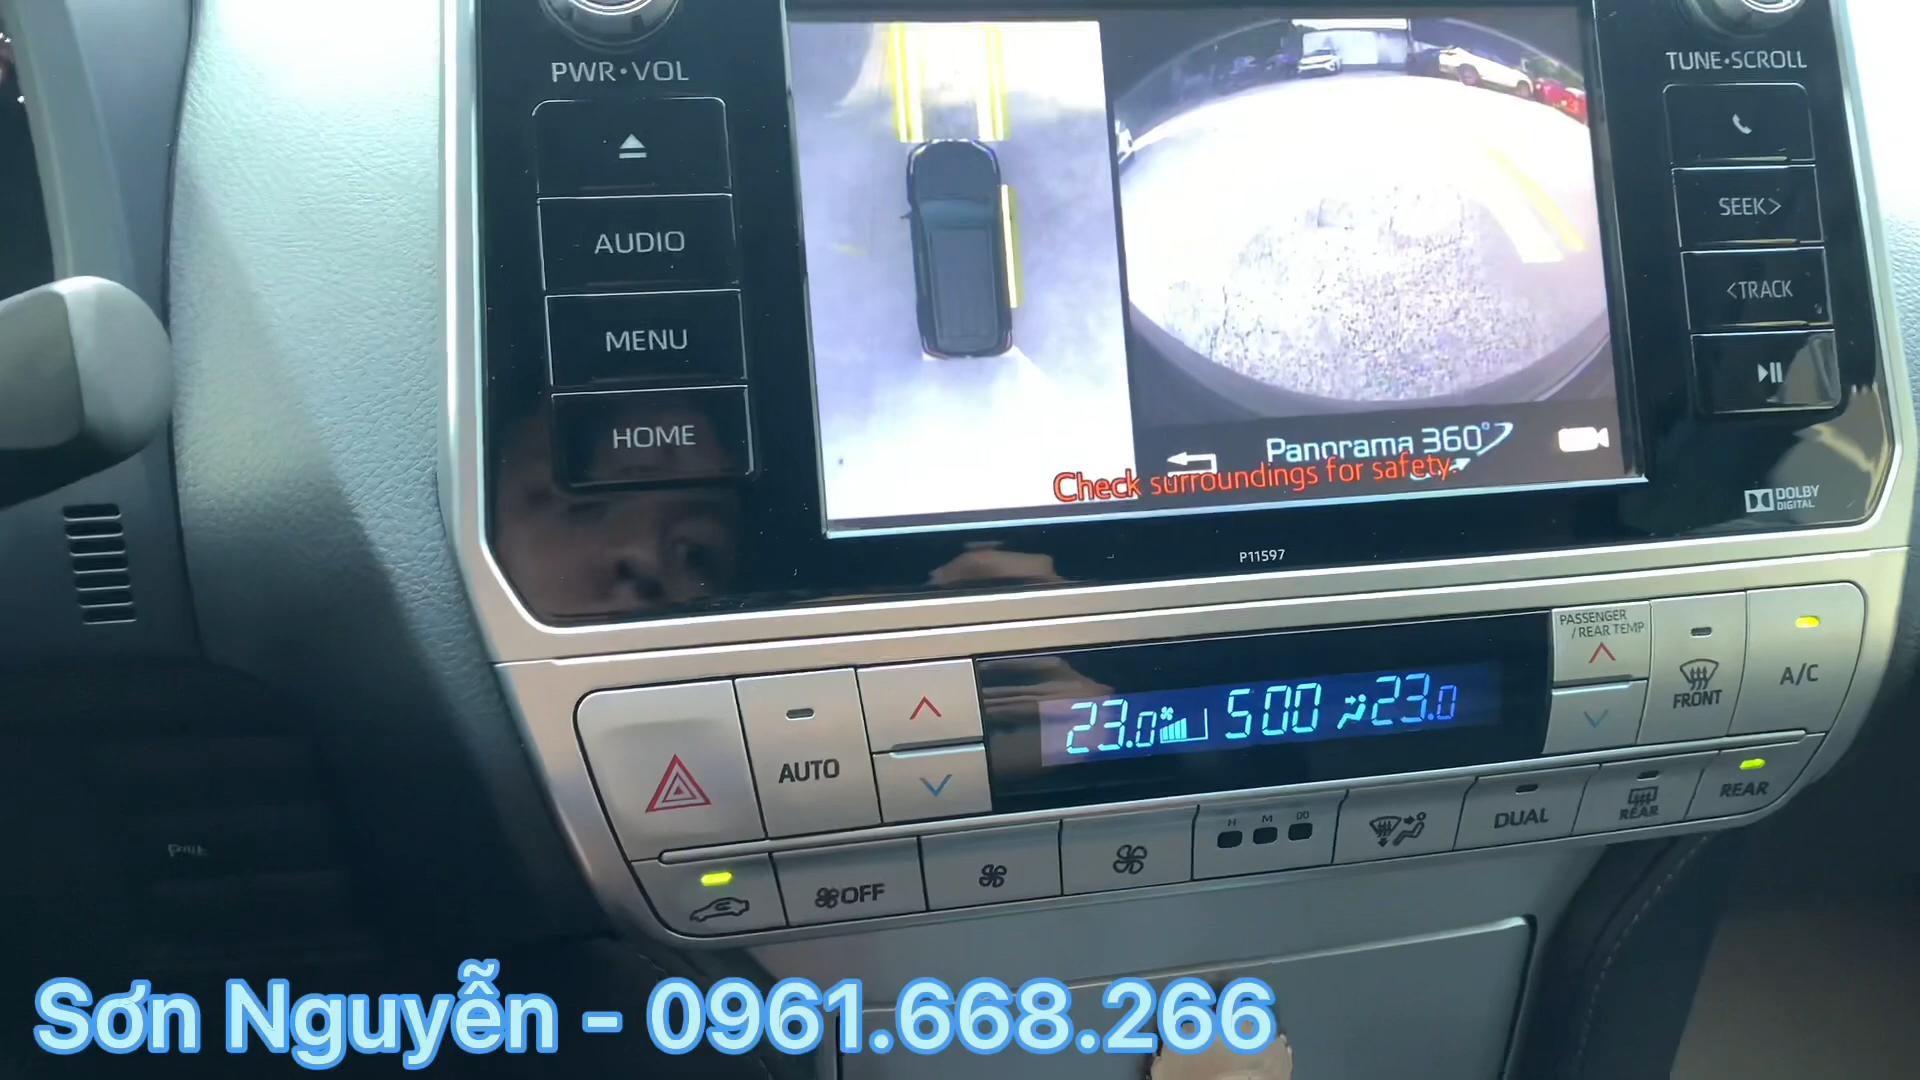 PWR•VOL
AUDIO
MENU
HOME
TUNE•SCROLL
SEEK>
<TRACK
Panorama 360°
Check surroundings for safety.
DOLBY
DIGITAL
P11597
PASSENGER
/ REAR TEMP
FRONT
A/C
AUTO
23.0 500 23.0
OFF
H M
DUAL
REAR
REAR
Sơn Nguyễn - 0961.668.266